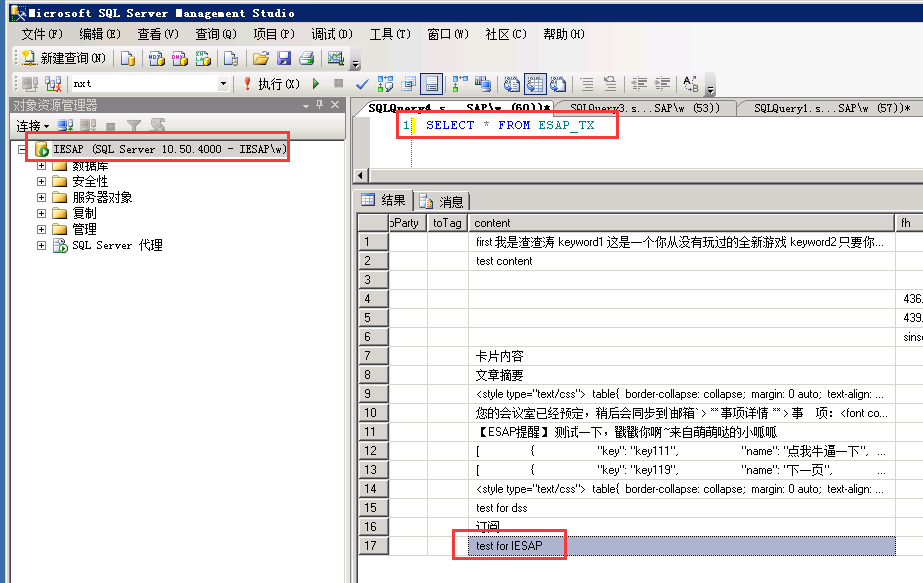 Microsoft SQL Server Management Studio
文件(F) 编辑(E) 查看(V) 查询(Q) 项目(P) 调试(D) 工具(T) 窗口(W) 社区(C) 帮助(H)
新建查询(N)
nxt 执行(X)
对象资源管理器
连接
IESAP (SQL Server 10.50.4000 - IESAP\w)
数据库
安全性
服务器对象
复制
管理
SQL Server 代理
SQLQuery4.s...SAP\w (60))* SQLQuery3.s...SAP\w (53)) SQLQuery1.s...SAP\w (57))*
1 SELECT * FROM ESAP_TX
结果 消息
oParty toTag content fh
1 first 我是渣渣涛 keyword1 这是一个你从没有玩过的全新游戏 keyword2 只要你...
2 test content
3
4 436.
5 439.
6 sinse
7 卡片内容
8 文章摘要
9 <style type="text/css"> table{ border-collapse: collapse; margin: 0 auto; text-align: ...
10 您的会议室已经预定，稍后会同步到`邮箱` > **事项详情** > 事　项：<font co...
11 【ESAP提醒】测试一下，戳戳你啊~来自萌萌哒的小呱呱
12 [ { "key": "key111", "name": "点我牛逼一下", ...
13 [ { "key": "key119", "name": "下一页", ...
14 <style type="text/css"> table{ border-collapse: collapse; margin: 0 auto; text-align: ...
15 test for dss
16 订阅
17 test for IESAP